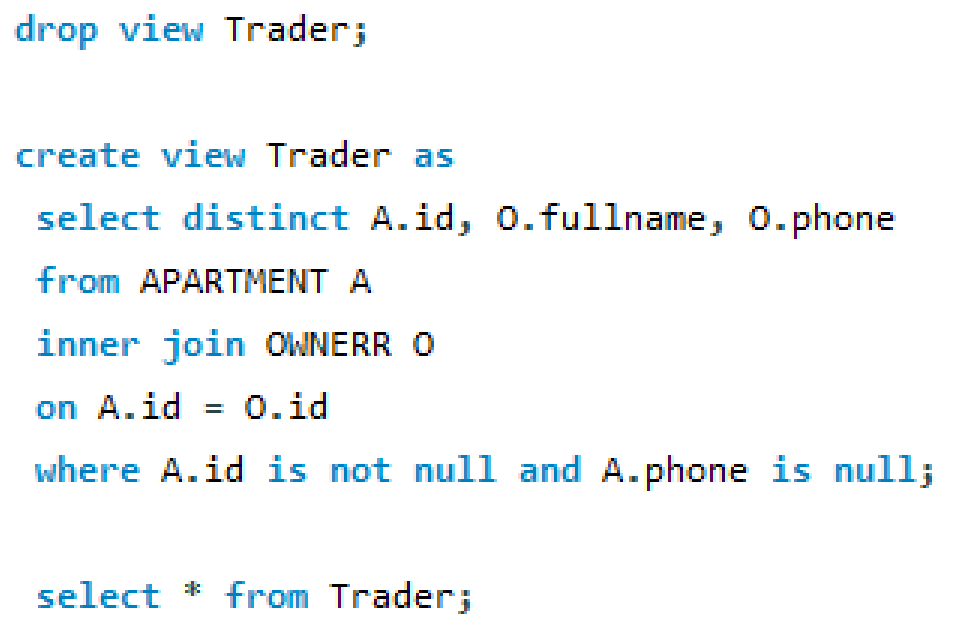 drop view Trader;
create view Trader as
select distinct A.id, O.fullname, O.phone
from APARTMENT A
inner join OWNERR O
on A.id = O.id
where A.id is not null and A.phone is null;
select * from Trader;